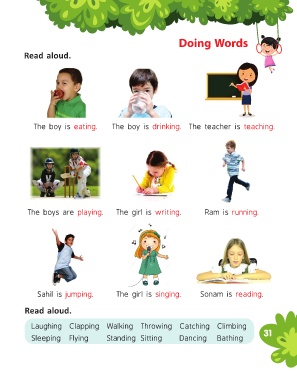 Doing Words
Read aloud.
The boy is eating. The boy is drinking. The teacher is teaching.
The boys are playing. The girl is writing. Ram is running.
Sahil is jumping. The girl is singing. Sonam is reading.
Read aloud.
Laughing Clapping Walking Throwing Catching Climbing
Sleeping Flying Standing Sitting Dancing Bathing
31